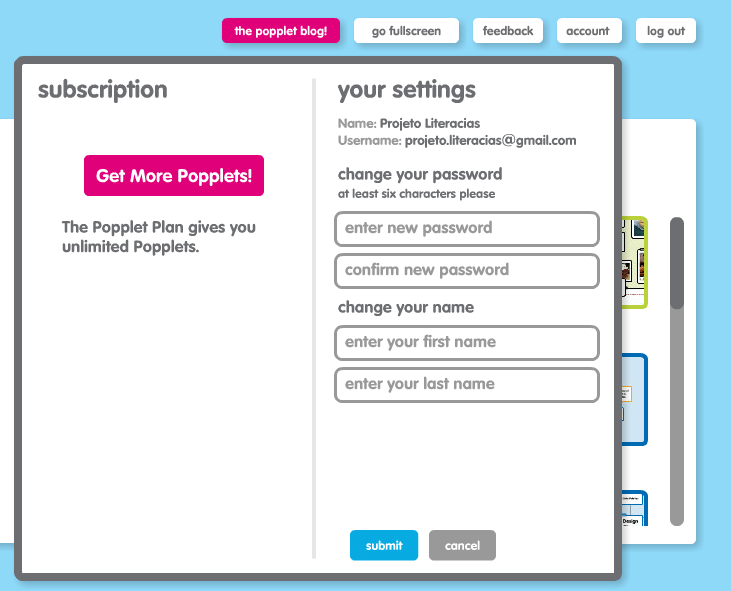 the popplet blog!
go fullscreen
feedback
account
log out
subscription
Get More Popplets!
The Popplet Plan gives you
unlimited Popplets.
your settings
Name: Projeto Literacias
Username: projeto.literacias@gmail.com
change your password
at least six characters please
enter new password
confirm new password
change your name
enter your first name
enter your last name
submit
cancel
Design